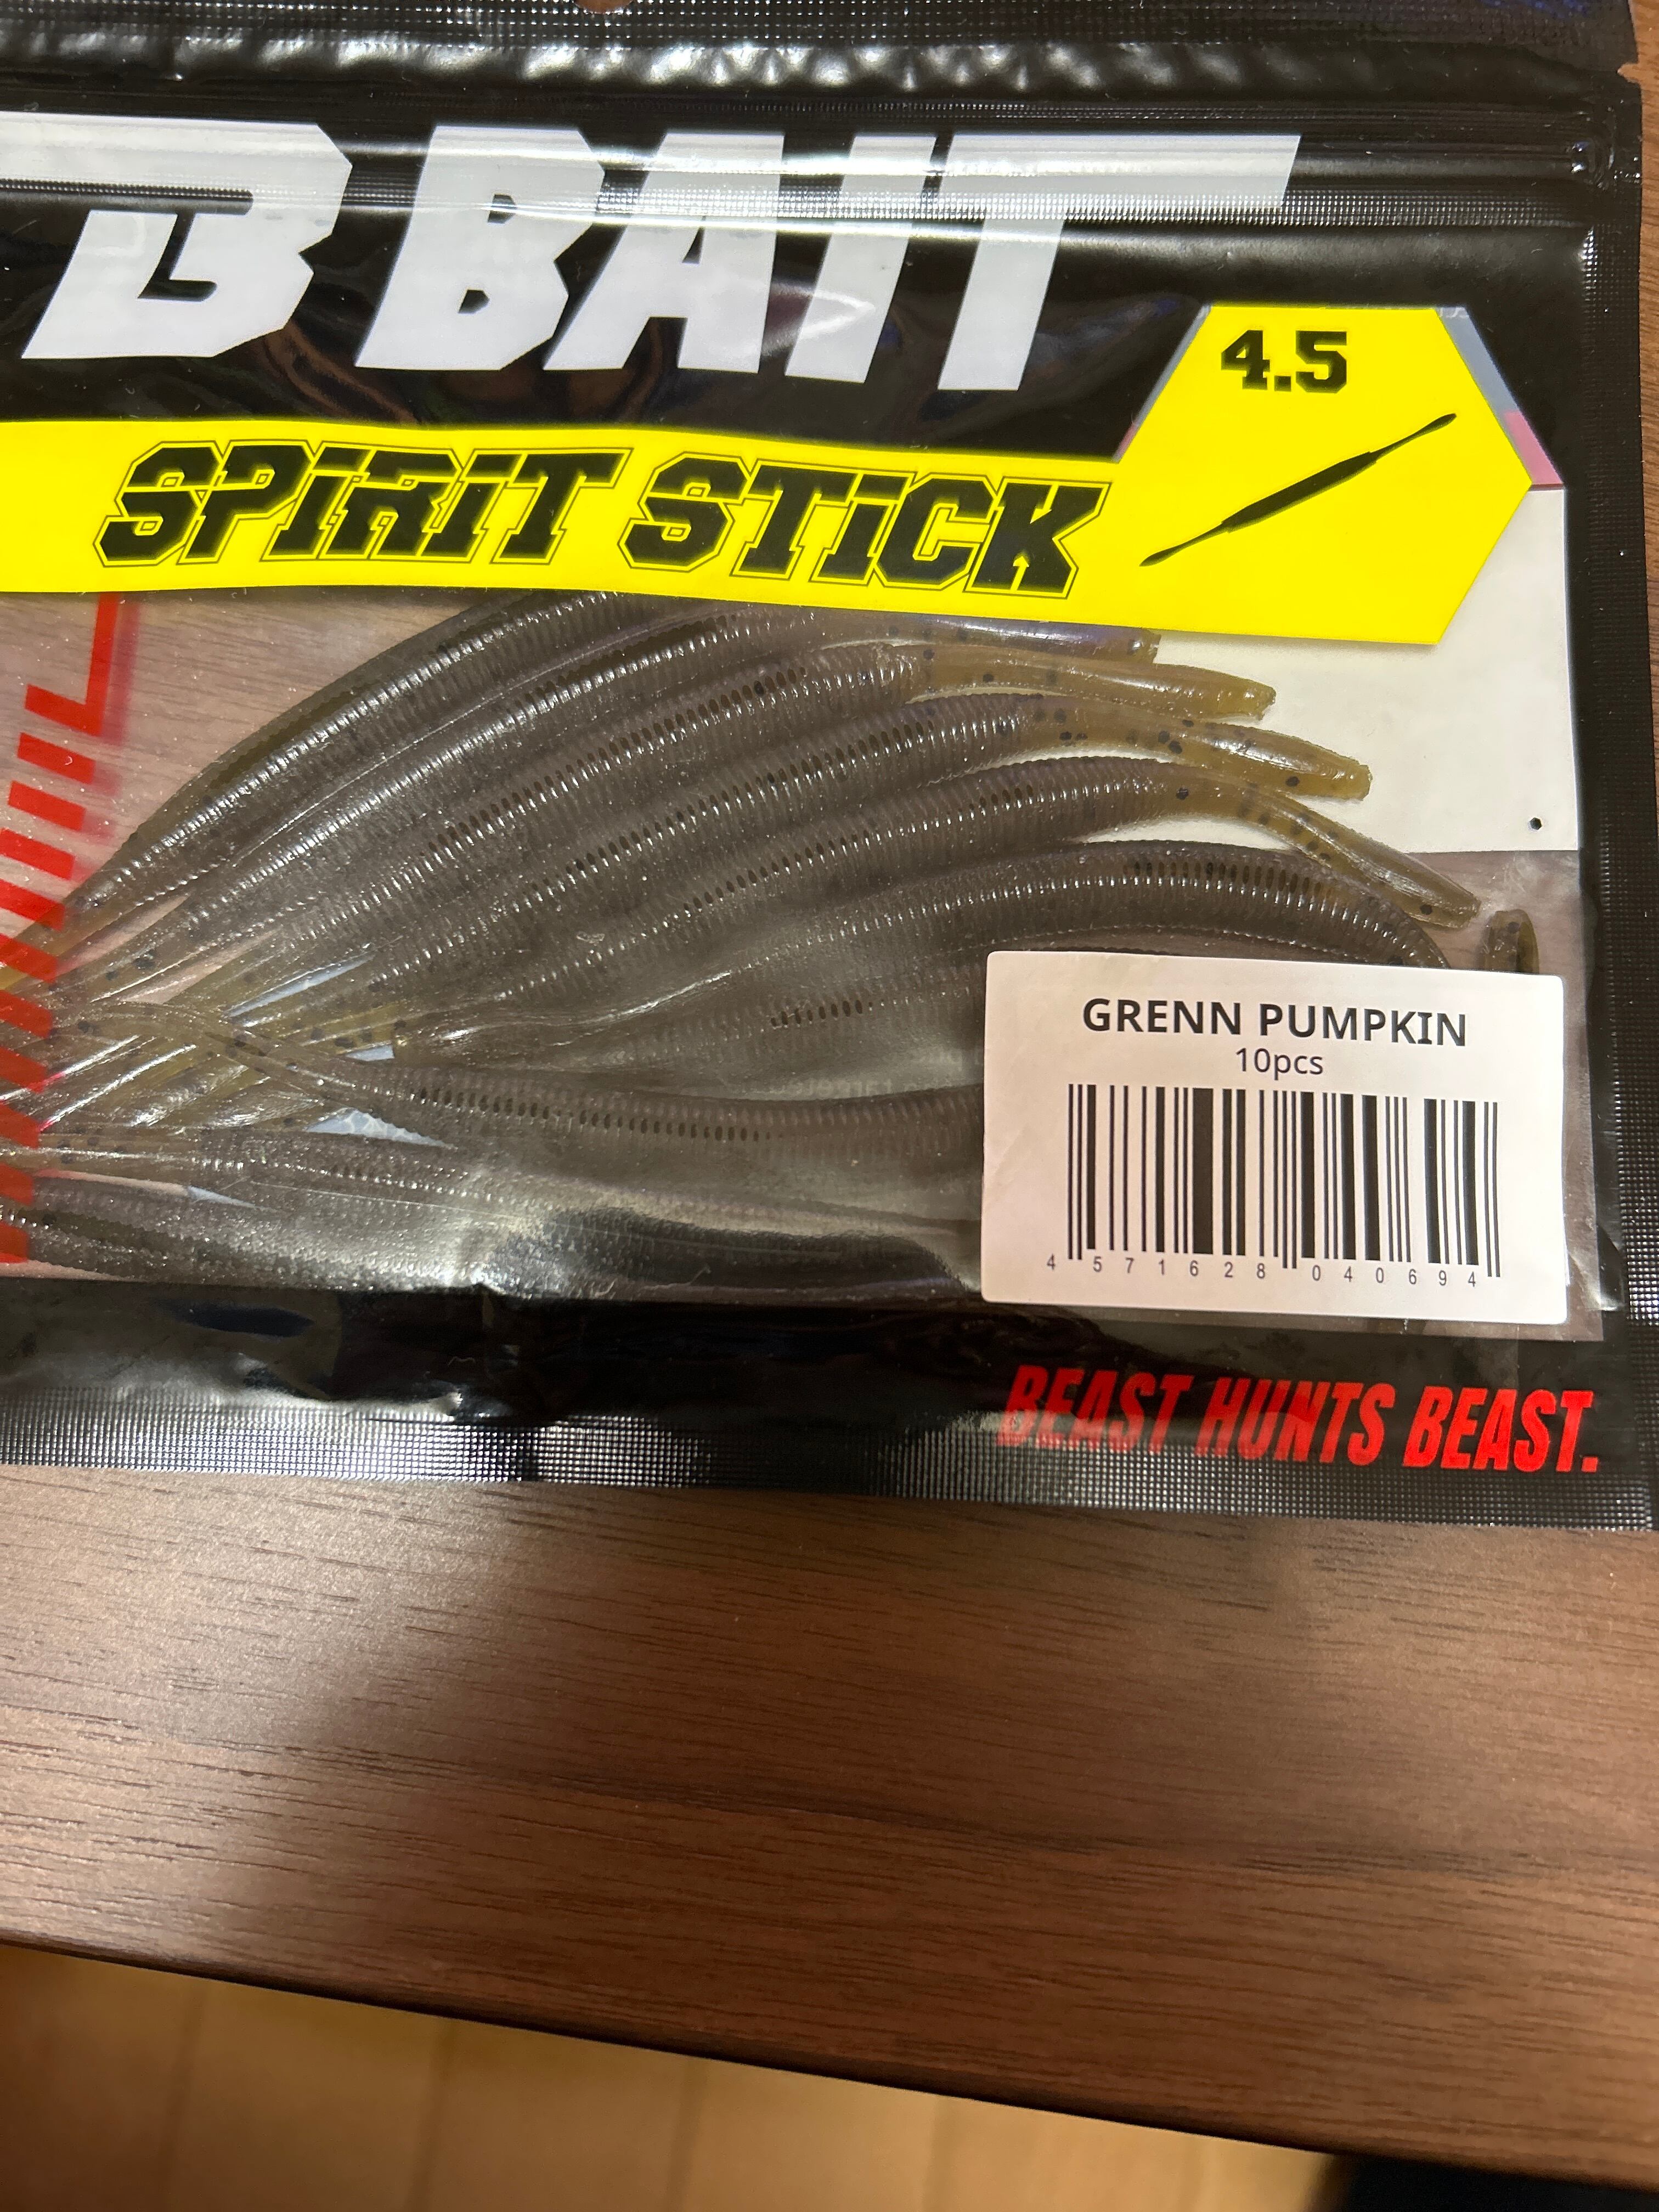 B BAIT
4.5
SPiRiT STiCK
GRENN PUMPKIN
10pcs
4 571628 040694
BEAST HUNTS BEAST.